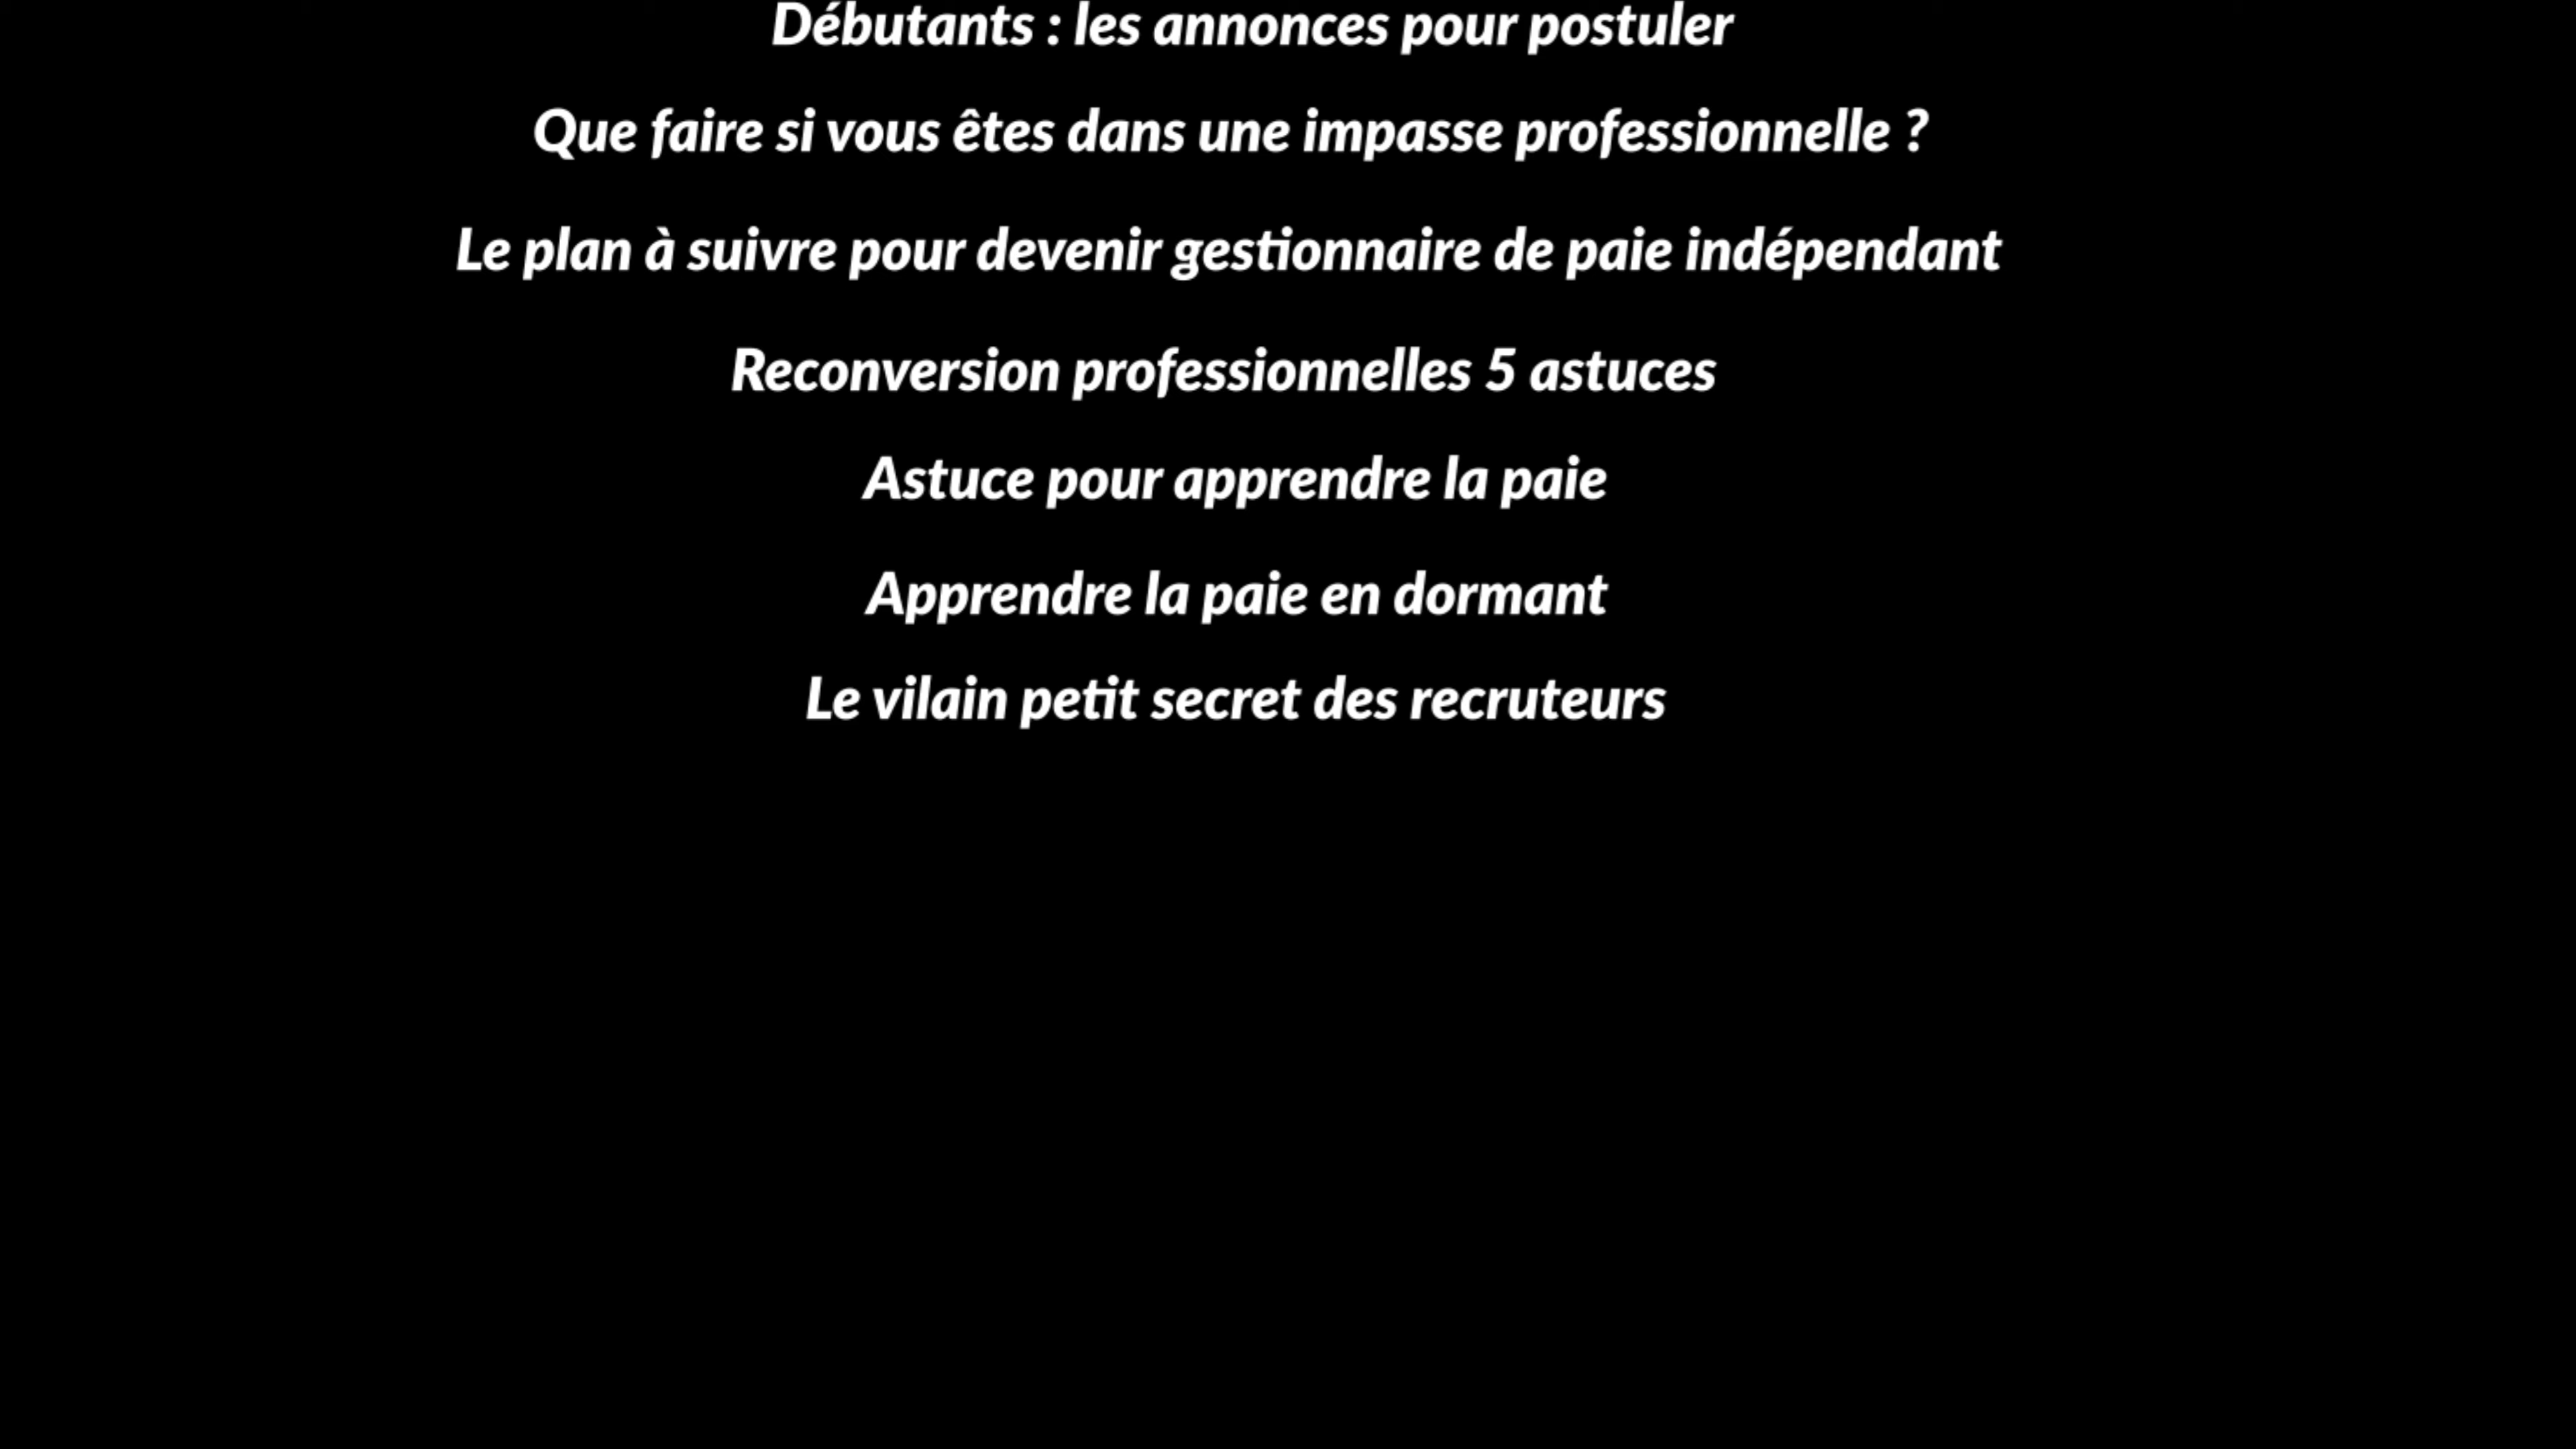 Débutants : les annonces pour postuler
Que faire si vous êtes dans une impasse professionnelle ?
Le plan à suivre pour devenir gestionnaire de paie indépendant
Reconversion professionnelles 5 astuces
Astuce pour apprendre la paie
Apprendre la paie en dormant
Le vilain petit secret des recruteurs